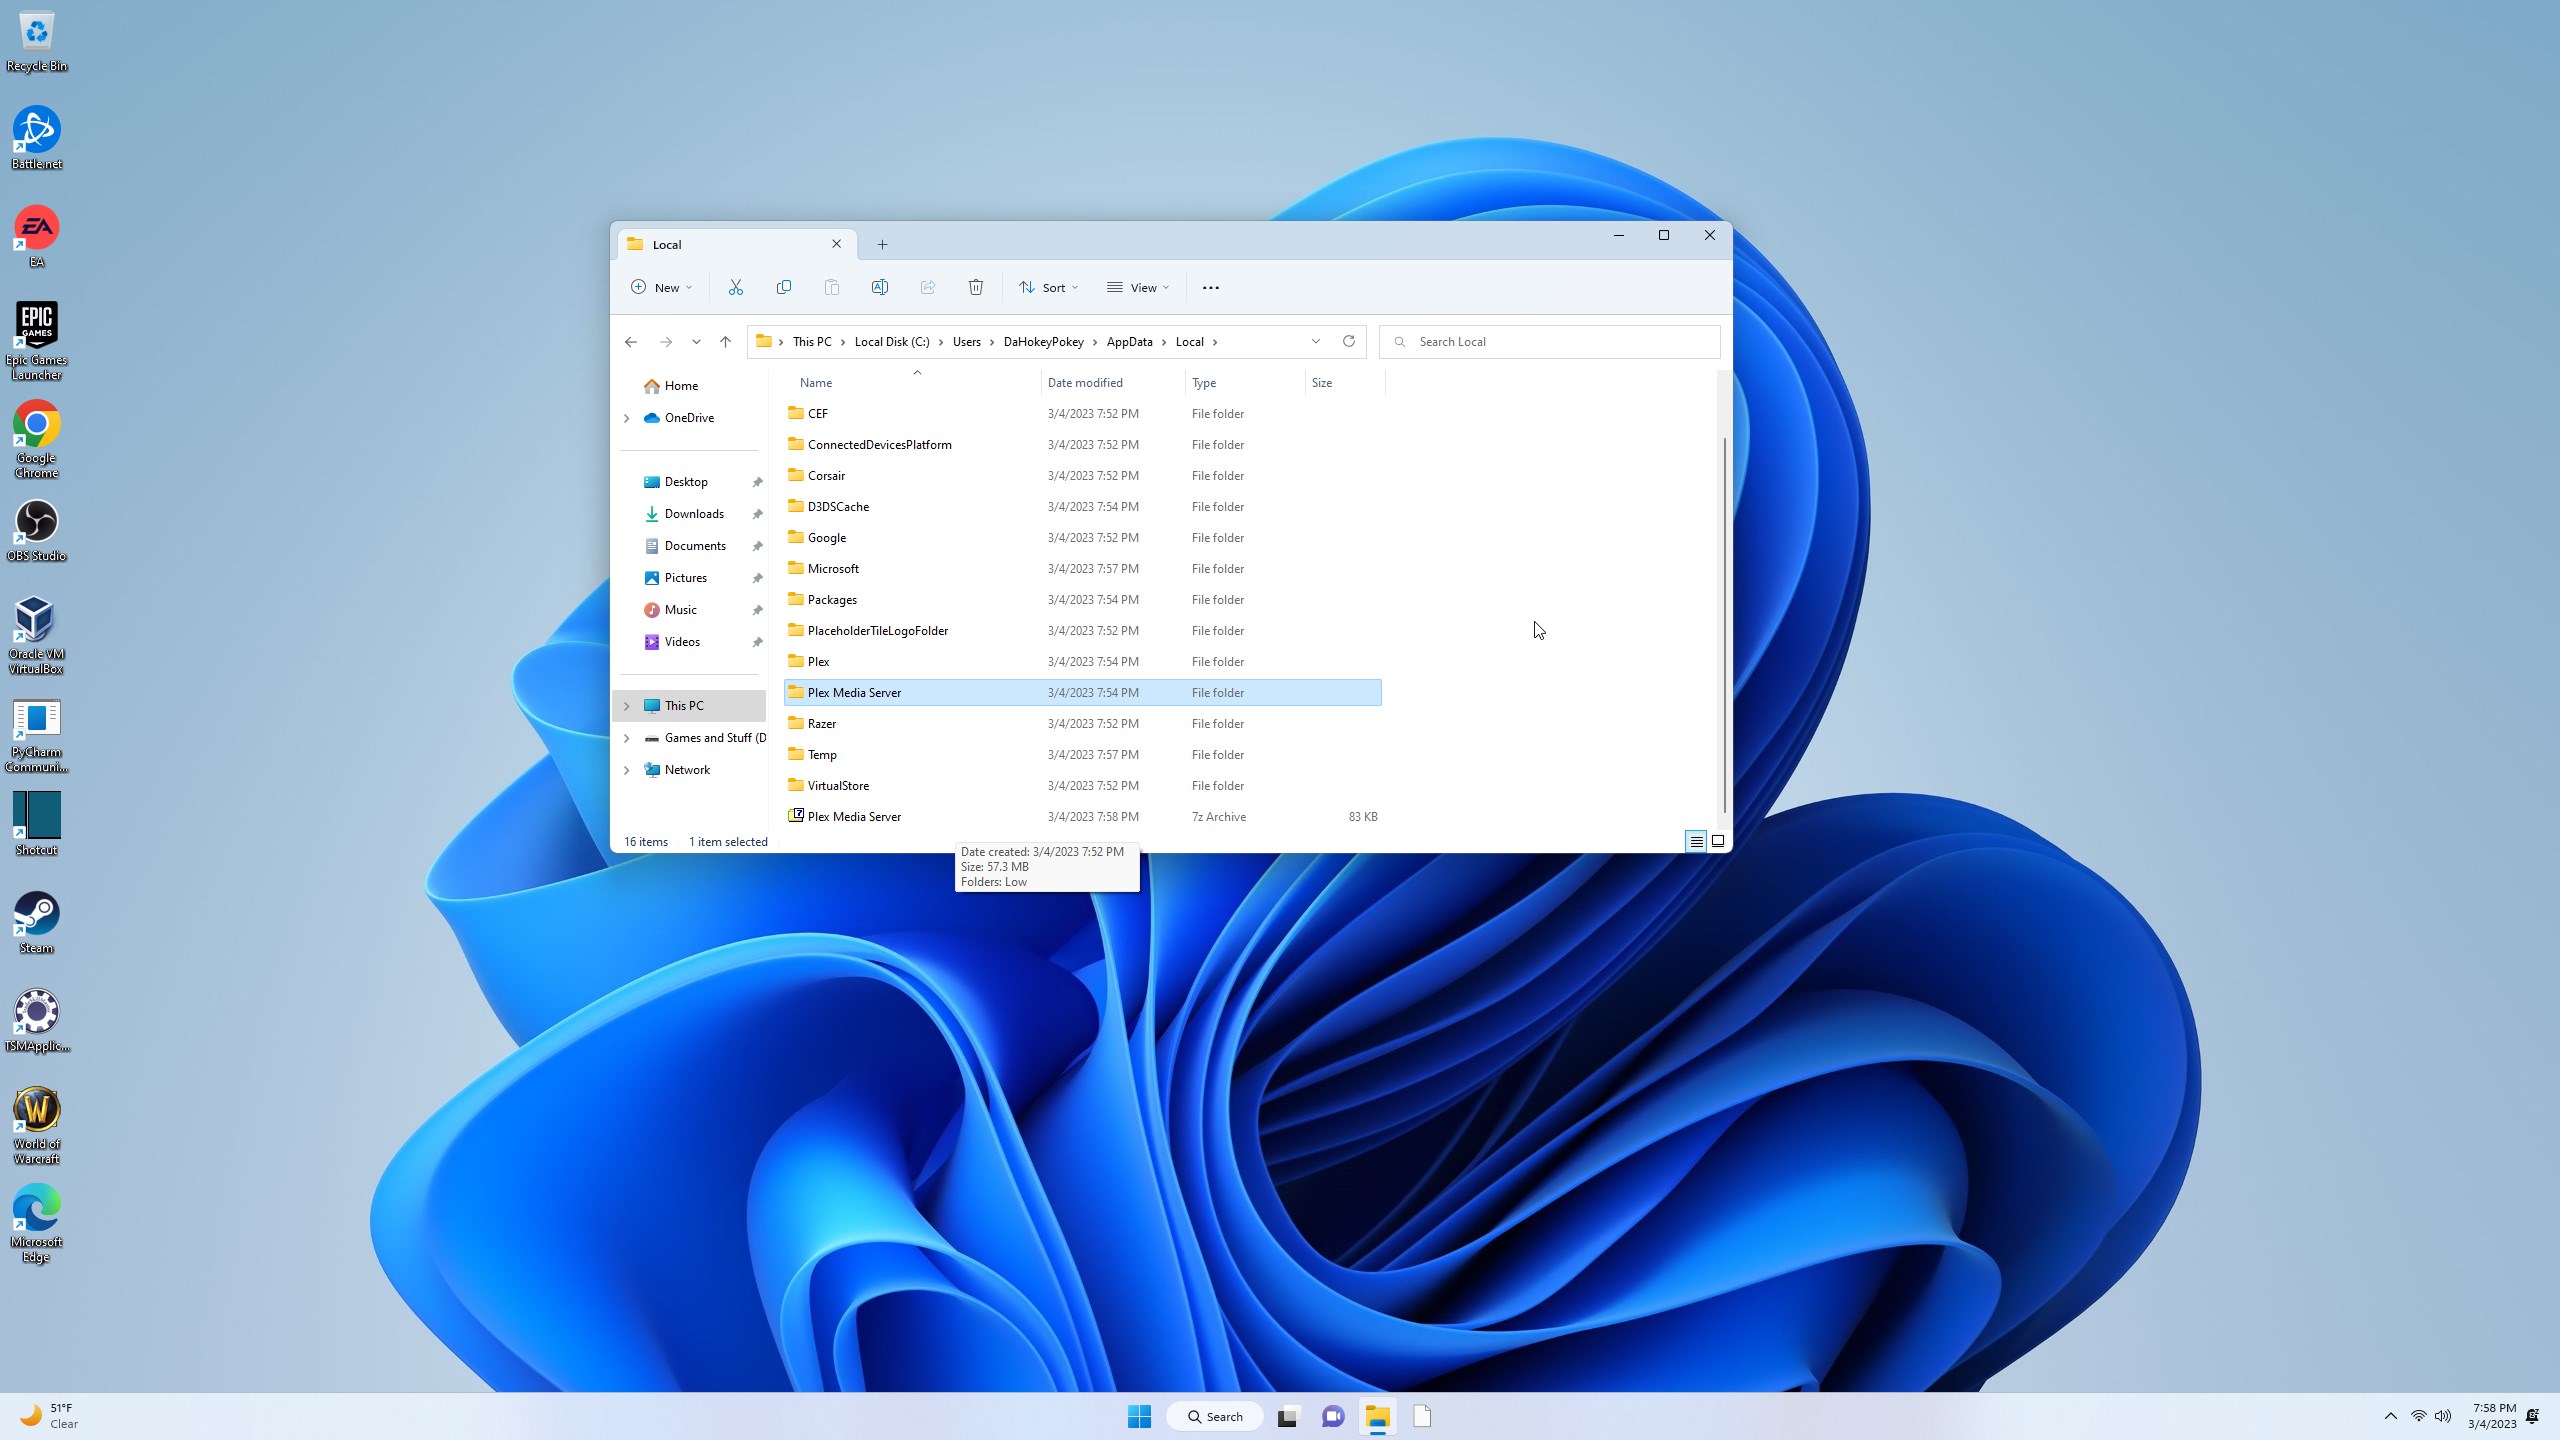 Recycle Bin
Battle.net
EA
EA
EPIC
GAMES
Epic Games
Launcher
Google
Chrome
OBS Studio
Oracle VM
VirtualBox
PyCharm
Communi...
Shotcut
Steam
TSMApplic...
W
World of
Warcraft
Microsoft
Edge
Local
New
Sort
View
This PC
Local Disk (C:)
Users
DaHokeyPokey
AppData
Local
Search Local
Home
OneDrive
Desktop
Downloads
Documents
Pictures
Music
Videos
This PC
Games and Stuff (D
Network
Name Date modified Type Size
CEF 3/4/2023 7:52 PM File folder
ConnectedDevicesPlatform 3/4/2023 7:52 PM File folder
Corsair 3/4/2023 7:52 PM File folder
D3DSCache 3/4/2023 7:54 PM File folder
Google 3/4/2023 7:52 PM File folder
Microsoft 3/4/2023 7:57 PM File folder
Packages 3/4/2023 7:54 PM File folder
PlaceholderTileLogoFolder 3/4/2023 7:52 PM File folder
Plex 3/4/2023 7:54 PM File folder
Plex Media Server 3/4/2023 7:54 PM File folder
Razer 3/4/2023 7:52 PM File folder
Temp 3/4/2023 7:57 PM File folder
VirtualStore 3/4/2023 7:52 PM File folder
Plex Media Server 3/4/2023 7:58 PM 7z Archive 83 KB
16 items 1 item selected
Date created: 3/4/2023 7:52 PM
Size: 57.3 MB
Folders: Low
51°F
Clear
Search
7:58 PM
3/4/2023